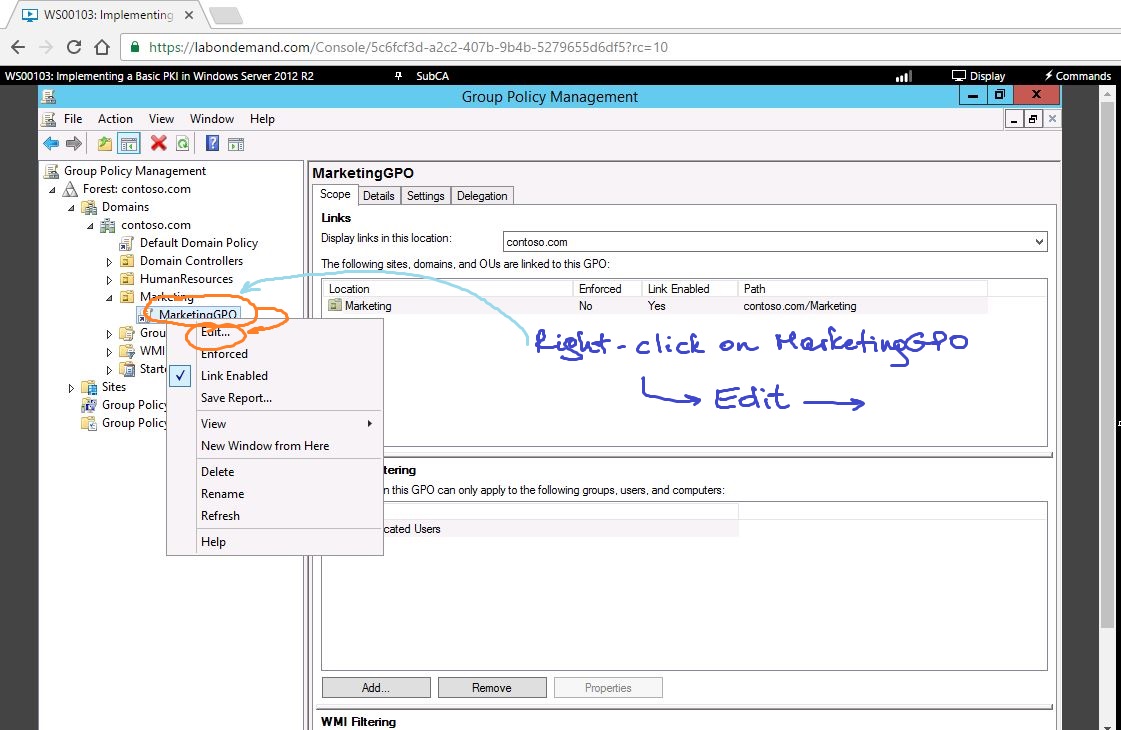 WS00103: Implementing
https://labondemand.com/Console/5c6fcf3d-a2c2-407b-9b4b-5279655d6df5?rc=10
WS00103: Implementing a Basic PKI in Windows Server 2012 R2
SubCA
Display
Commands
Group Policy Management
File Action View Window Help
Group Policy Management
Forest: contoso.com
Domains
contoso.com
Default Domain Policy
Domain Controllers
HumanResources
Marketing
MarketingGPO
Grou
WMI
Starte
Sites
Group Policy
Group Policy
Edit...
Enforced
Link Enabled
Save Report...
View
New Window from Here
Delete
Rename
Refresh
Help
MarketingGPO
Scope Details Settings Delegation
Links
Display links in this location: contoso.com
The following sites, domains, and OUs are linked to this GPO:
Location Enforced Link Enabled Path
Marketing No Yes contoso.com/Marketing
Right-click on MarketingGPO
Edit
tering
n this GPO can only apply to the following groups, users, and computers:
cated Users
Add... Remove Properties
WMI Filtering